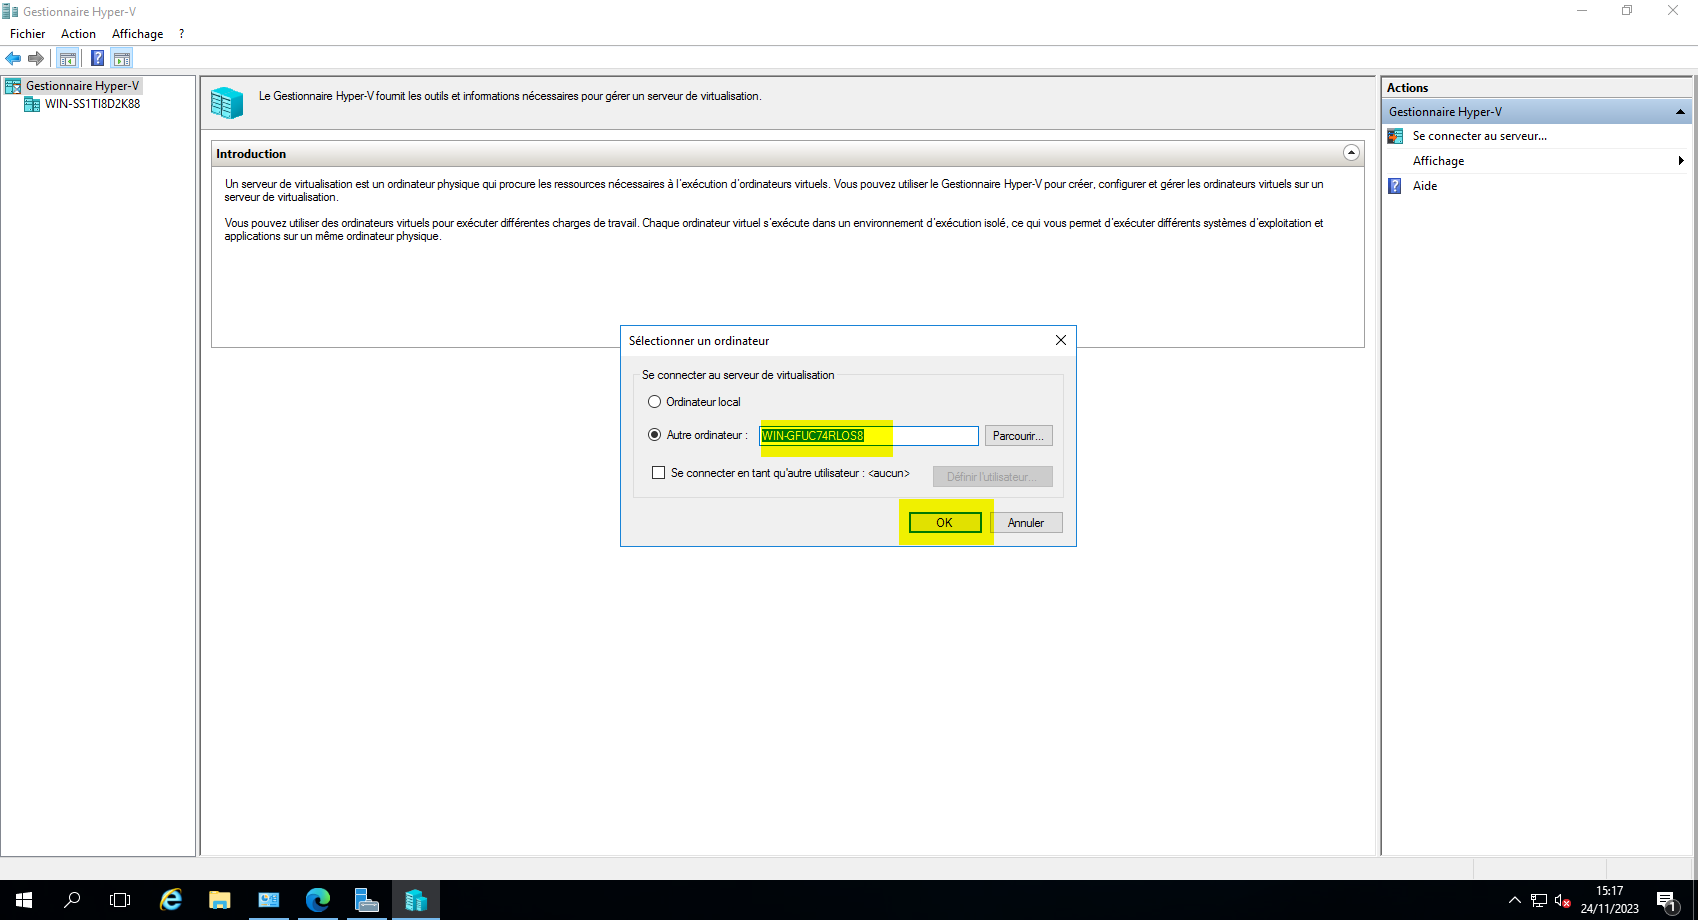 Gestionnaire Hyper-V
Fichier Action Affichage ?
Gestionnaire Hyper-V
WIN-SS1TI8D2K88
Le Gestionnaire Hyper-V fournit les outils et informations nécessaires pour gérer un serveur de virtualisation.
Introduction
Un serveur de virtualisation est un ordinateur physique qui procure les ressources nécessaires à l'exécution d'ordinateurs virtuels. Vous pouvez utiliser le Gestionnaire Hyper-V pour créer, configurer et gérer les ordinateurs virtuels sur un
serveur de virtualisation.
Vous pouvez utiliser des ordinateurs virtuels pour exécuter différentes charges de travail. Chaque ordinateur virtuel s'exécute dans un environnement d'exécution isolé, ce qui vous permet d'exécuter différents systèmes d'exploitation et
applications sur un même ordinateur physique.
Sélectionner un ordinateur
Se connecter au serveur de virtualisation
Ordinateur local
Autre ordinateur : WIN-GFUC74RLOS8 Parcourir...
Se connecter en tant qu'autre utilisateur : <aucun> Définir l'utilisateur...
OK Annuler
Actions
Gestionnaire Hyper-V
Se connecter au serveur...
Affichage
Aide
15:17
24/11/2023
1